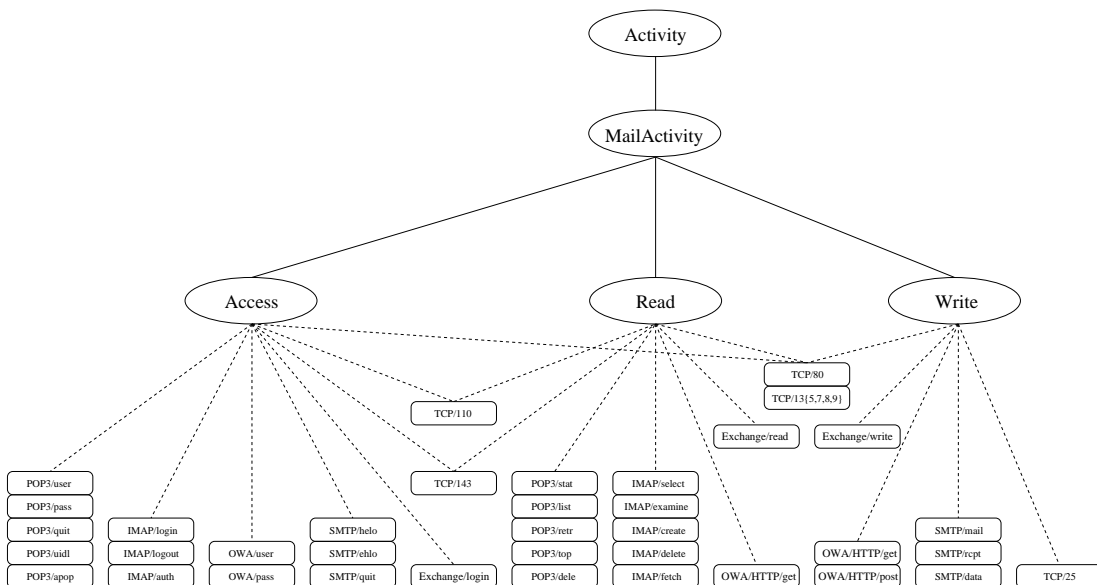 Activity
MailActivity
Access
Read
Write
TCP/80
TCP/13{5,7,8,9}
TCP/110
Exchange/read
Exchange/write
TCP/143
POP3/user
POP3/pass
POP3/quit
POP3/uidl
POP3/apop
IMAP/login
IMAP/logout
IMAP/auth
OWA/user
OWA/pass
SMTP/helo
SMTP/ehlo
SMTP/quit
Exchange/login
POP3/stat
POP3/list
POP3/retr
POP3/top
POP3/dele
IMAP/select
IMAP/examine
IMAP/create
IMAP/delete
IMAP/fetch
OWA/HTTP/get
OWA/HTTP/get
OWA/HTTP/post
SMTP/mail
SMTP/rcpt
SMTP/data
TCP/25